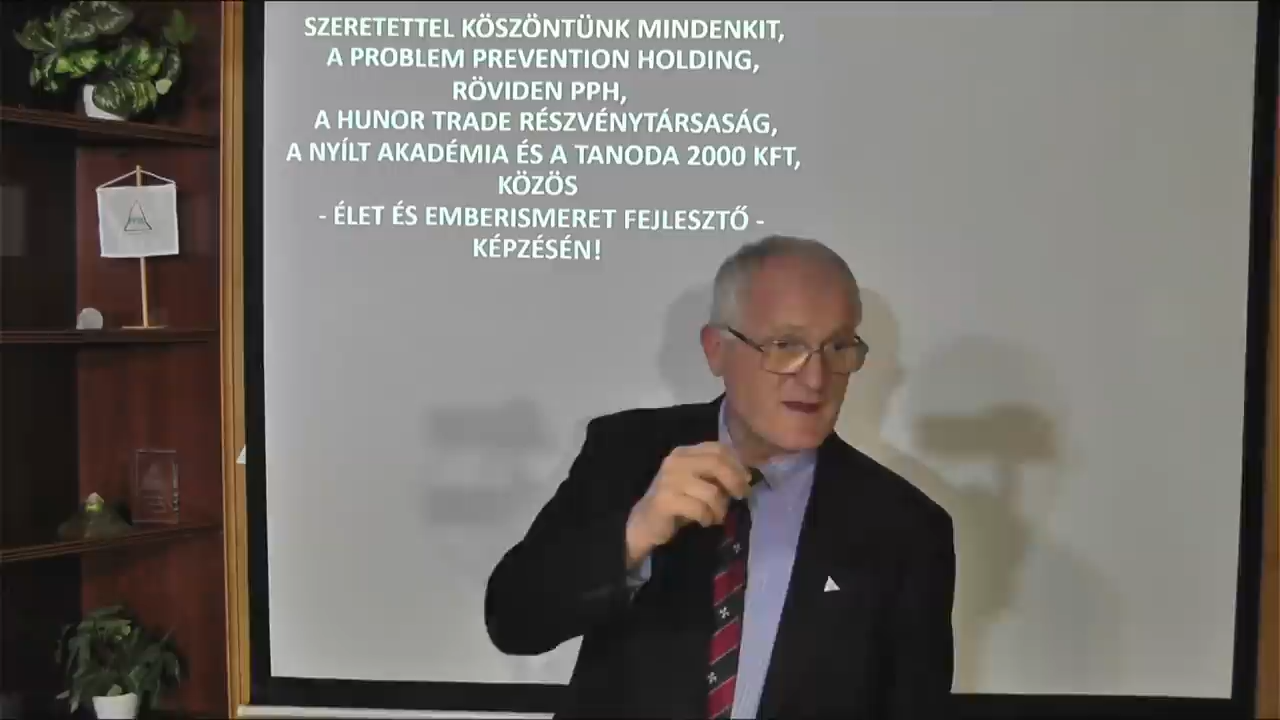 SZERETETTEL KÖSZÖNTÜNK MINDENKIT,
A PROBLEM PREVENTION HOLDING,
RÖVIDEN PPH,
A HUNOR TRADE RÉSZVÉNYTÁRSASÁG,
A NYÍLT AKADÉMIA ÉS A TANODA 2000 KFT,
KÖZÖS
- ÉLET ÉS EMBERISMERET FEJLESZTŐ -
KÉPZÉSÉN!